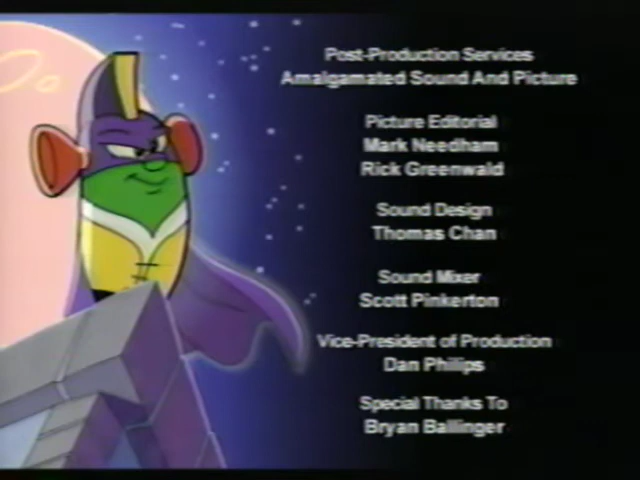 Post-Production Services
Amalgamated Sound And Picture
Picture Editorial
Mark Needham
Rick Greenwald
Sound Design
Thomas Chan
Sound Mixer
Scott Pinkerton
Vice-President of Production
Dan Philips
Special Thanks To
Bryan Ballinger